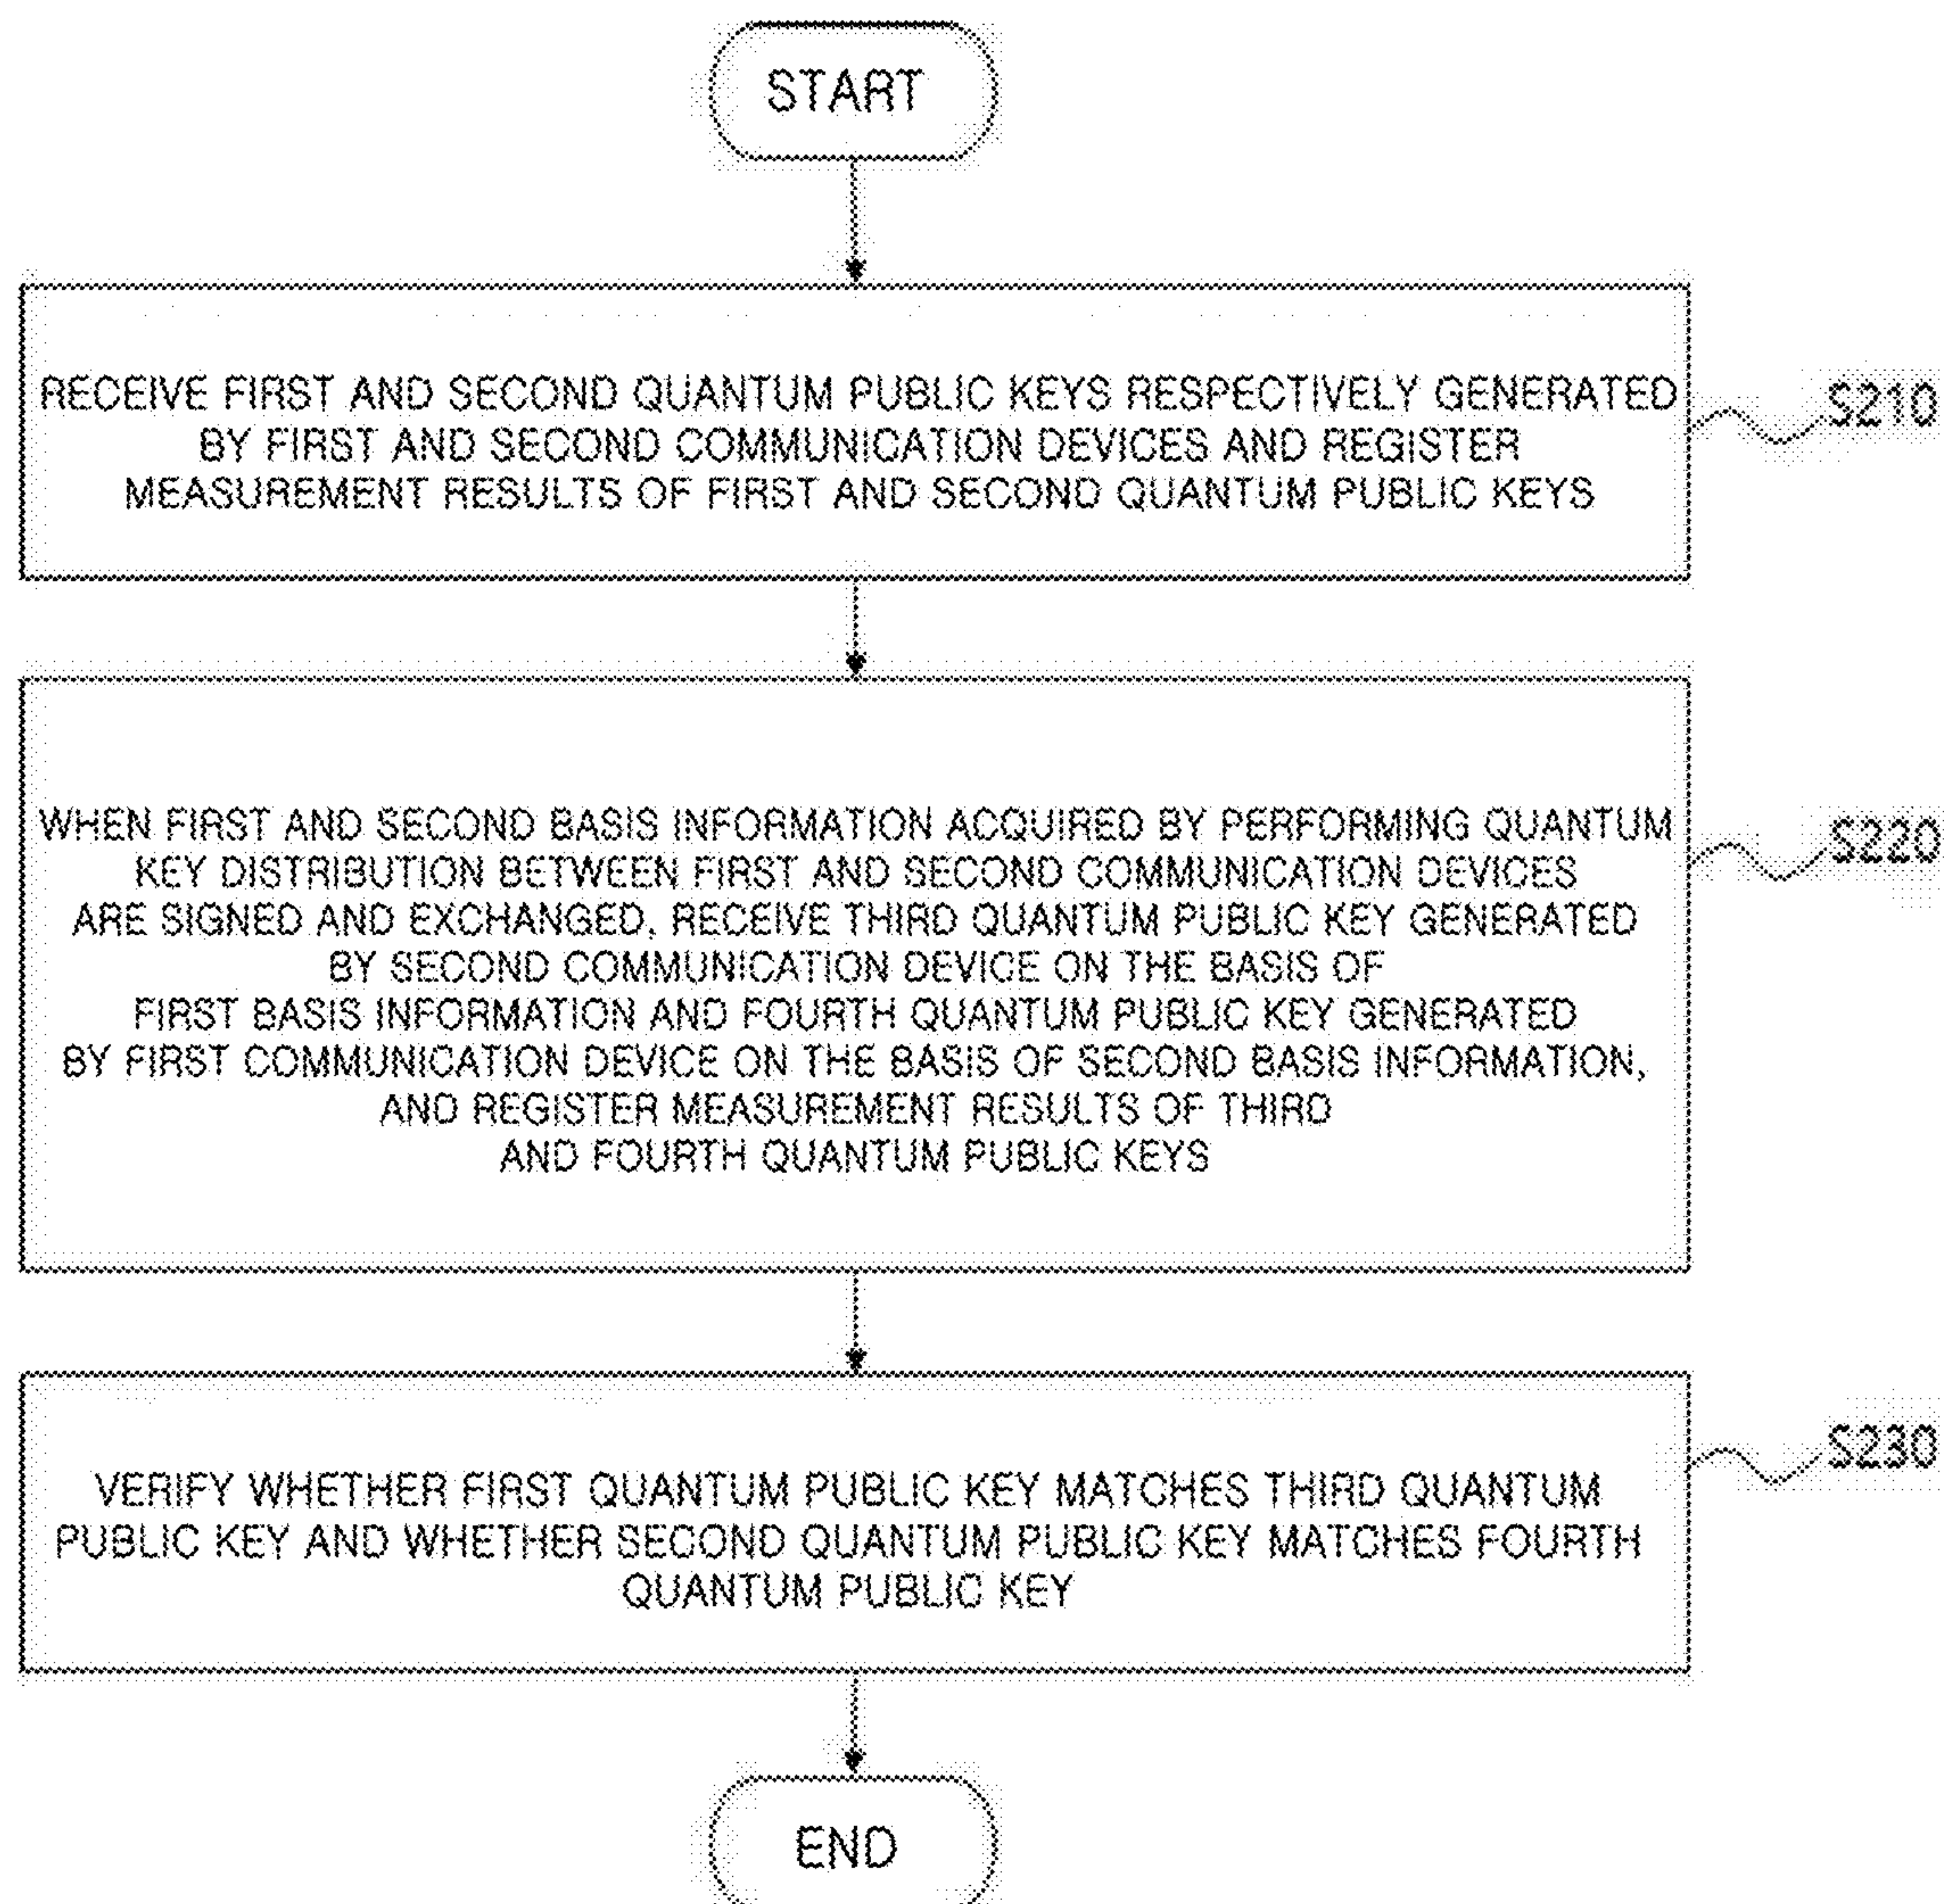 START
RECEIVE FIRST AND SECOND QUANTUM PUBLIC KEYS RESPECTIVELY GENERATED
BY FIRST AND SECOND COMMUNICATION DEVICES AND REGISTER
MEASUREMENT RESULTS OF FIRST AND SECOND QUANTUM PUBLIC KEYS
S210
WHEN FIRST AND SECOND BASIS INFORMATION ACQUIRED BY PERFORMING QUANTUM
KEY DISTRIBUTION BETWEEN FIRST AND SECOND COMMUNICATION DEVICES
ARE SIGNED AND EXCHANGED, RECEIVE THIRD QUANTUM PUBLIC KEY GENERATED
BY SECOND COMMUNICATION DEVICE ON THE BASIS OF
FIRST BASIS INFORMATION AND FOURTH QUANTUM PUBLIC KEY GENERATED
BY FIRST COMMUNICATION DEVICE ON THE BASIS OF SECOND BASIS INFORMATION,
AND REGISTER MEASUREMENT RESULTS OF THIRD
AND FOURTH QUANTUM PUBLIC KEYS
S220
VERIFY WHETHER FIRST QUANTUM PUBLIC KEY MATCHES THIRD QUANTUM
PUBLIC KEY AND WHETHER SECOND QUANTUM PUBLIC KEY MATCHES FOURTH
QUANTUM PUBLIC KEY
S230
END